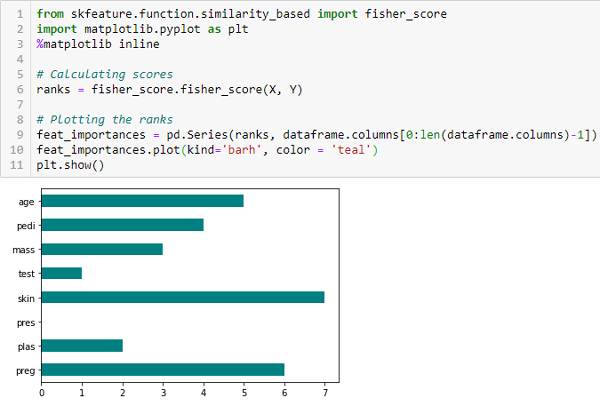 1 from skfeature.function.similarity_based import fisher_score
2 import matplotlib.pyplot as plt
3 %matplotlib inline
4
5 # Calculating scores
6 ranks = fisher_score.fisher_score(X, Y)
7
8 # Plotting the ranks
9 feat_importances = pd.Series(ranks, dataframe.columns[0:len(dataframe.columns)-1])
10 feat_importances.plot(kind='barh', color = 'teal')
11 plt.show()
age
pedi
mass
test
skin
pres
plas
preg
0 1 2 3 4 5 6 7